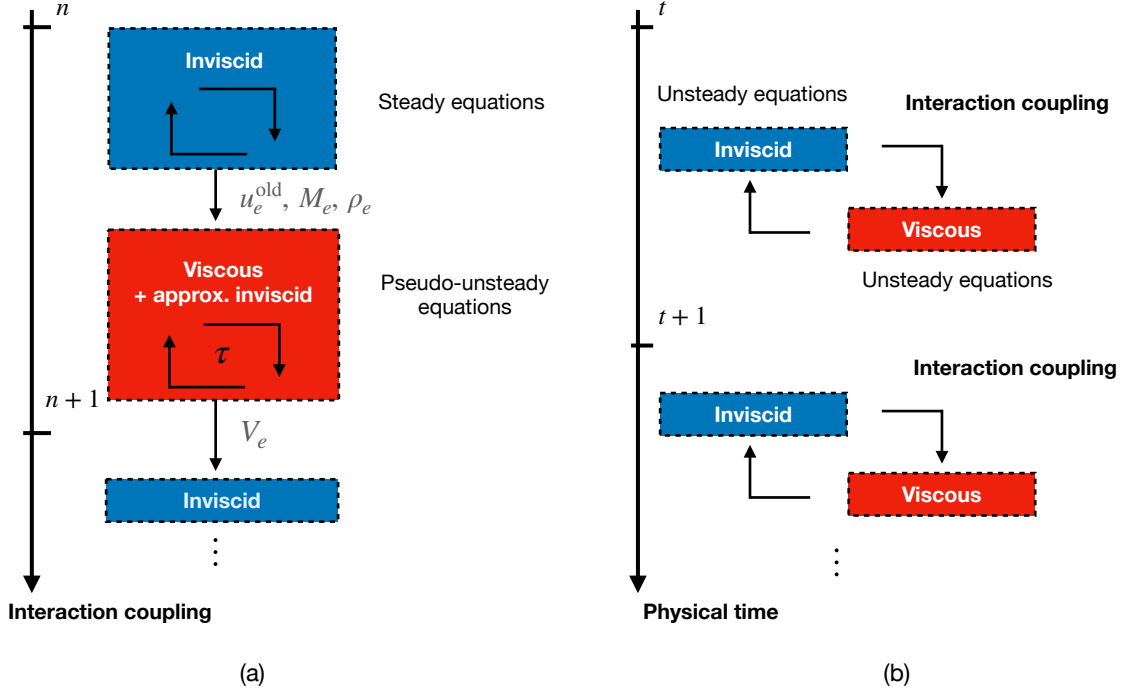 n
Inviscid
Steady equations
u_e^old, M_e, ρ_e
Viscous
+ approx. inviscid
τ
Pseudo-unsteady
equations
n + 1
V_e
Inviscid
⋮
Interaction coupling
(a)
t
Unsteady equations
Interaction coupling
Inviscid
Viscous
Unsteady equations
t + 1
Interaction coupling
Inviscid
Viscous
⋮
Physical time
(b)